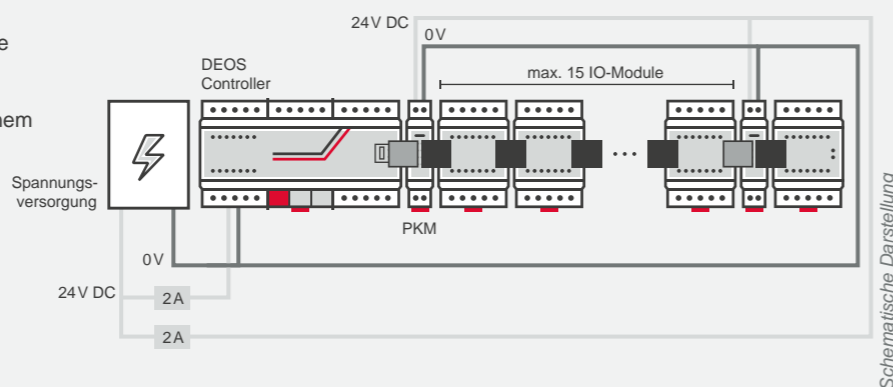 e
nem
24V DC
0V
DEOS
Controller
max. 15 IO-Module
Spannungs-
versorgung
PKM
0V
24V DC
2A
2A
Schematische Darstellung